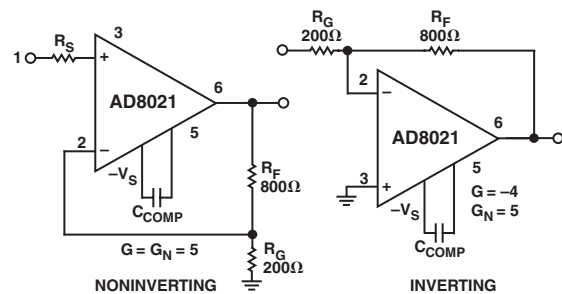 1
RS
3
+
AD8021
6
2
−
5
−VS
CCOMP
RF
800Ω
G = GN = 5
RG
200Ω
NONINVERTING
RG
200Ω
RF
800Ω
2
−
AD8021
6
3
+
5
−VS
G = −4
GN = 5
CCOMP
INVERTING